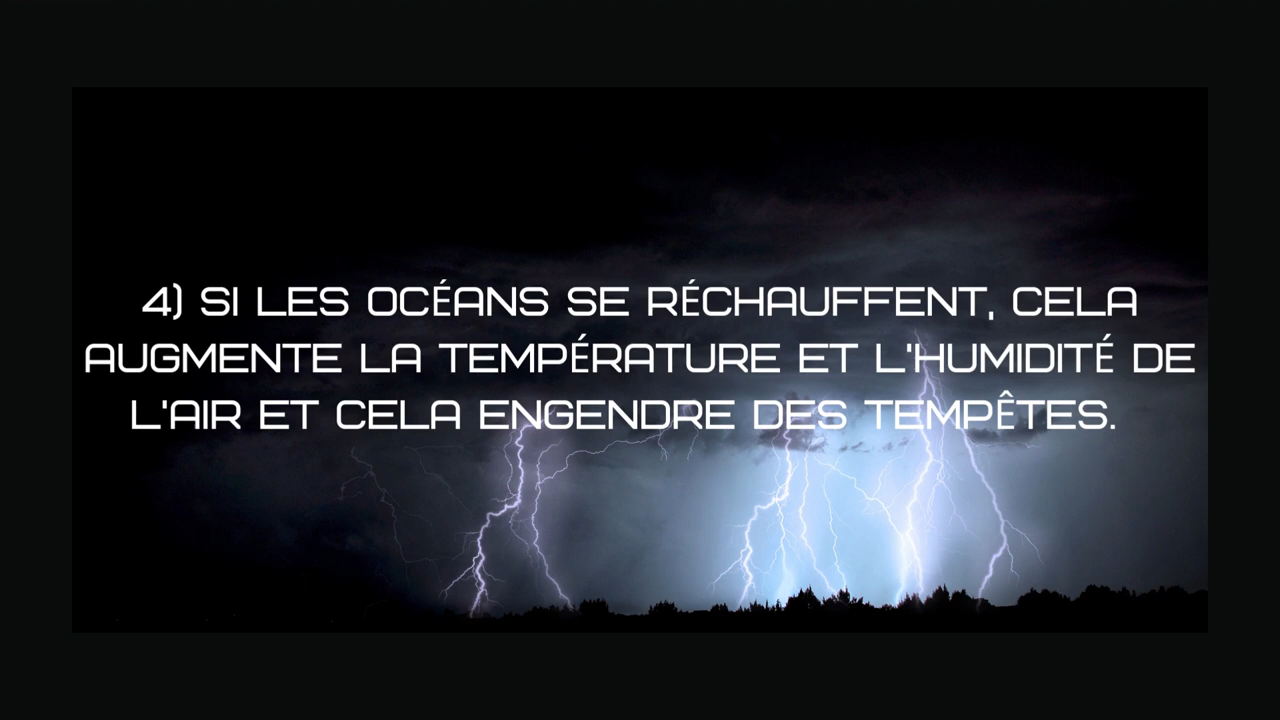 4) SI LES OCÉANS SE RÉCHAUFFENT, CELA
AUGMENTE LA TEMPÉRATURE ET L'HUMIDITÉ DE
L'AIR ET CELA ENGENDRE DES TEMPÊTES.